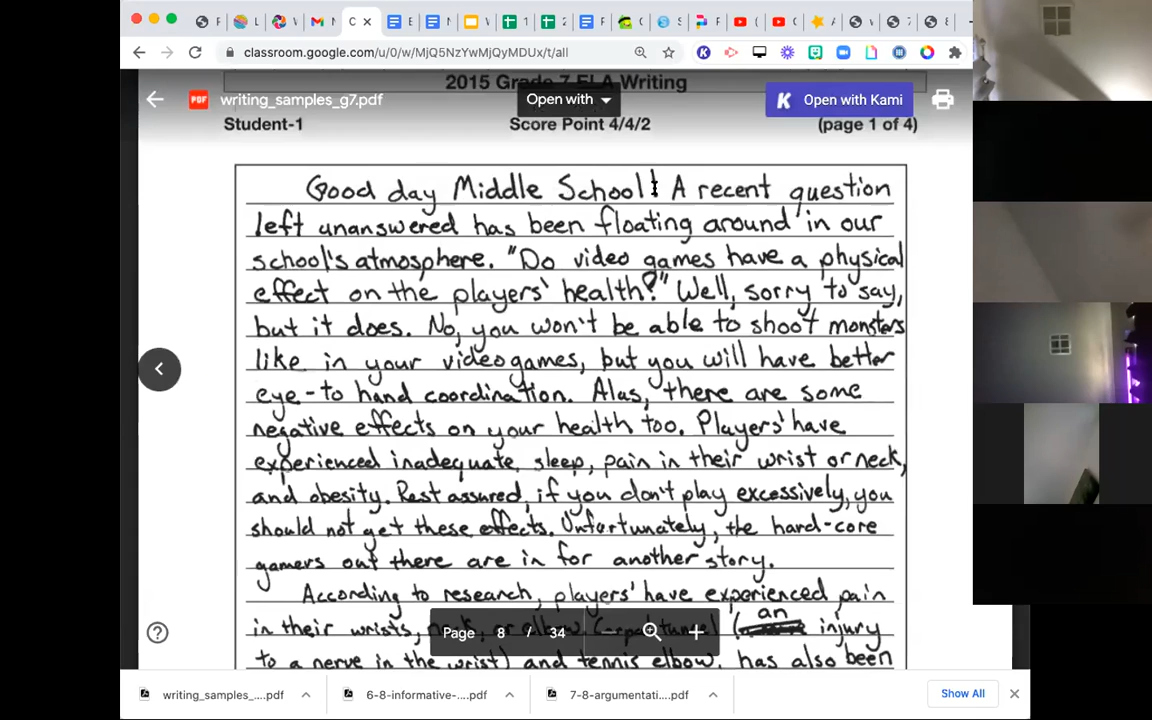 classroom.google.com/u/0/w/MjQ5NzYwMjQyMDUx/t/all
2015 Grade 7 ELA Writing
PDF writing_samples_g7.pdf
Open with
K Open with Kami
Student-1 Score Point 4/4/2 (page 1 of 4)
Good day Middle School! A recent question
left unanswered has been floating around in our
school's atmosphere. "Do video games have a physical
effect on the players' health?" Well, sorry to say,
but it does. No, you won't be able to shoot monsters
like in your videogames, but you will have better
eye-to hand coordination. Alas, there are some
negative effects on your health too. Players' have
experienced inadequate sleep, pain in their wrist or neck,
and obesity. Rest assured, if you don't play excessively, you
should not get these effects. Unfortunately, the hard-core
gamers out there are in for another story.
According to research, players' have experienced pain
in their wrists, neck, or elbow. Carpal tunnel (an injury
to a nerve in the wrist) and tennis elbow, has also been
Page 8 / 34
writing_samples_....pdf
6-8-informative-....pdf
7-8-argumentati....pdf
Show All